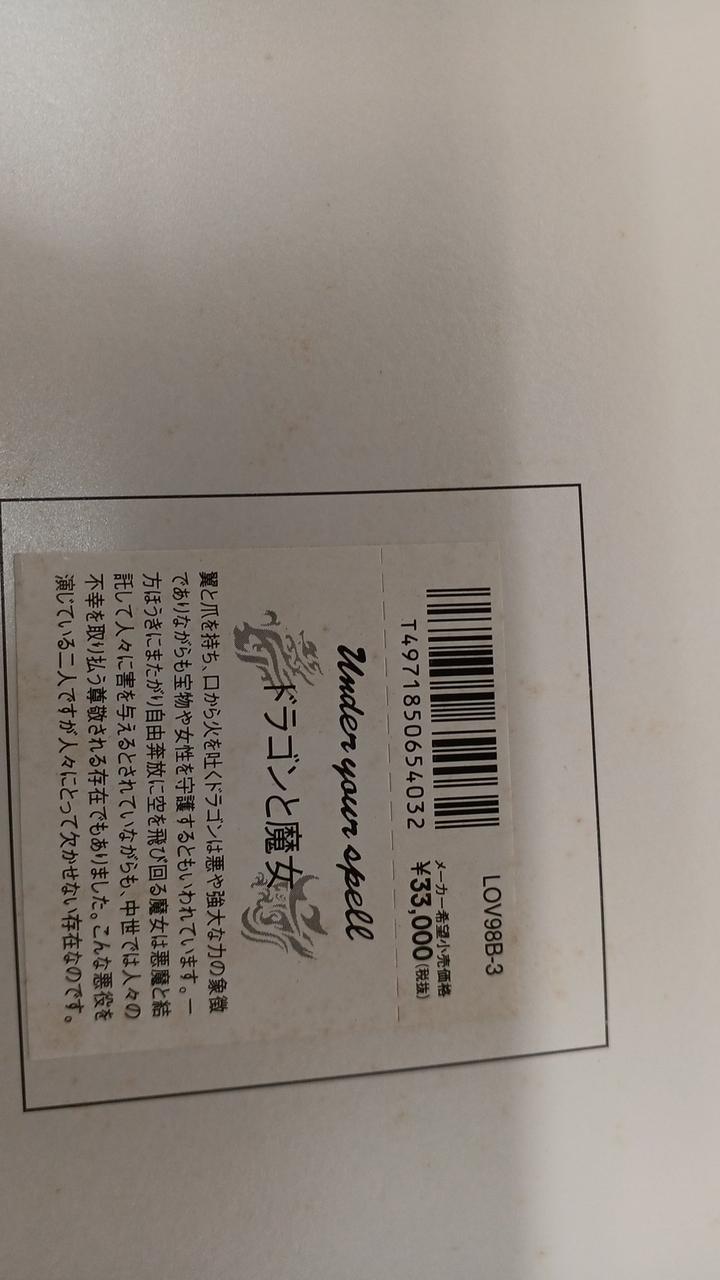 LOV98B-3
メーカー希望小売価格
¥33,000(税抜)
T4971850654032
Under your spell
ドラゴンと魔女
翼と爪を持ち、口から火を吐くドラゴンは悪や強大な力の象徴
でありながらも宝物や女性を守護するともいわれています。一
方ほうきにまたがり自由奔放に空を飛び回る魔女は悪魔と結
託して人々に害を与えるとされていながらも、中世では人々の
不幸を取り払う尊敬される存在でもありました。こんな悪役を
演じている二人ですが人々にとって欠かせない存在なのです。